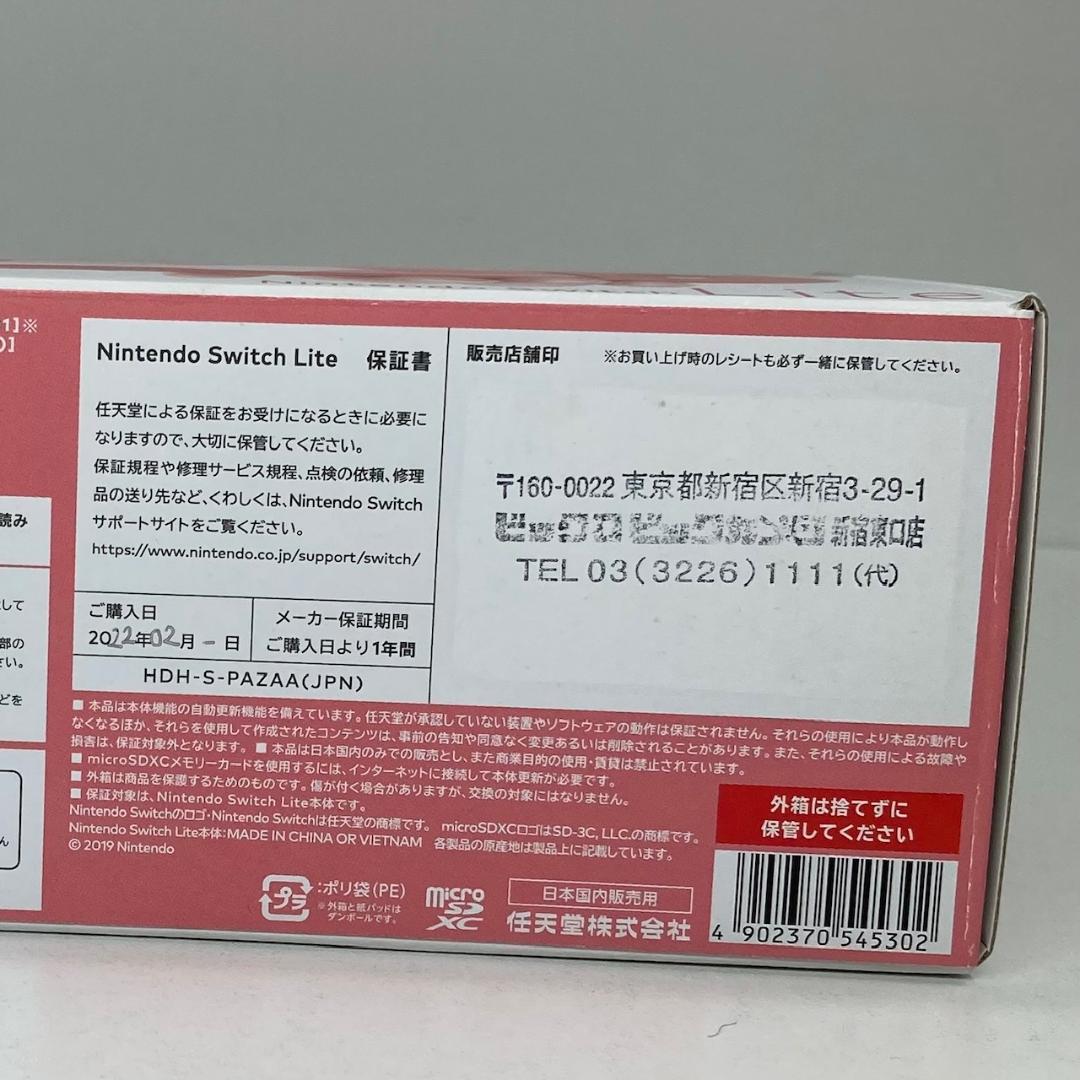 Nintendo Switch Lite
1]※
0]
Nintendo Switch Lite 保証書
任天堂による保証をお受けになるときに必要に
なりますので、大切に保管してください。
保証規程や修理サービス規程、点検の依頼、修理
品の送り先など、くわしくは、Nintendo Switch
サポートサイトをご覧ください。
https://www.nintendo.co.jp/support/switch/
ご購入日
2022年02月-日
メーカー保証期間
ご購入日より1年間
HDH-S-PAZAA(JPN)
販売店舗印 ※お買い上げ時のレシートも必ず一緒に保管してください。
〒160-0022 東京都新宿区新宿3-29-1
ビックカメラ新宿東口店
TEL 03(3226)1111(代)
読み
して
部の
さい。
どを
ん
■ 本品は本体機能の自動更新機能を備えています。任天堂が承認していない装置やソフトウェアの動作は保証されません。それらの使用により本品が動作し
なくなるほか、それらを使用して作成されたコンテンツは、事前の告知や同意なく変更あるいは削除されることがあります。また、それらの使用による故障や
損害は、保証対象外となります。 ■ 本品は日本国内のみでの販売とし、また商業目的の使用・賃貸は禁止されています。
■ microSDXCメモリーカードを使用するには、インターネットに接続して本体更新が必要です。
■ 外箱は商品を保護するためのものです。傷が付く場合がありますが、交換の対象にはなりません。
■ 保証対象は、Nintendo Switch Lite本体です。
Nintendo Switchのロゴ・Nintendo Switchは任天堂の商標です。 microSDXCロゴはSD-3C, LLC.の商標です。
Nintendo Switch Lite本体:MADE IN CHINA OR VIETNAM 各製品の原産地は製品上に記載しています。
© 2019 Nintendo
外箱は捨てずに
保管してください
プラ
:ポリ袋(PE)
※外箱と紙パッドは
ダンボールです。
micro
SD
XC
日本国内販売用
任天堂株式会社
4 902370 545302